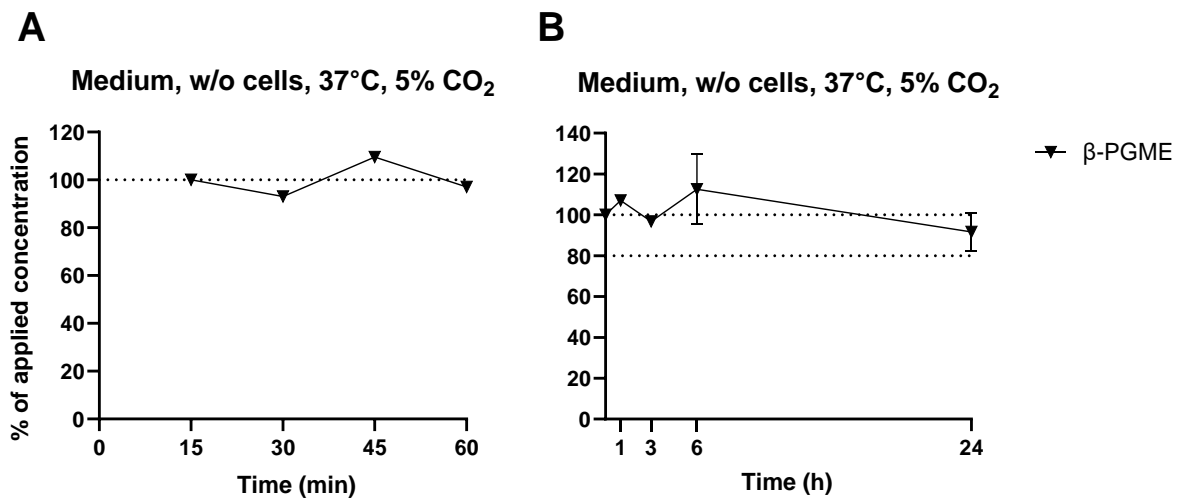 A
Medium, w/o cells, 37°C, 5% CO2
% of applied concentration
120
100
80
60
40
20
0
0 15 30 45 60
Time (min)
B
Medium, w/o cells, 37°C, 5% CO2
140
120
100
80
60
40
20
0
1 3 6 24
Time (h)
β-PGME